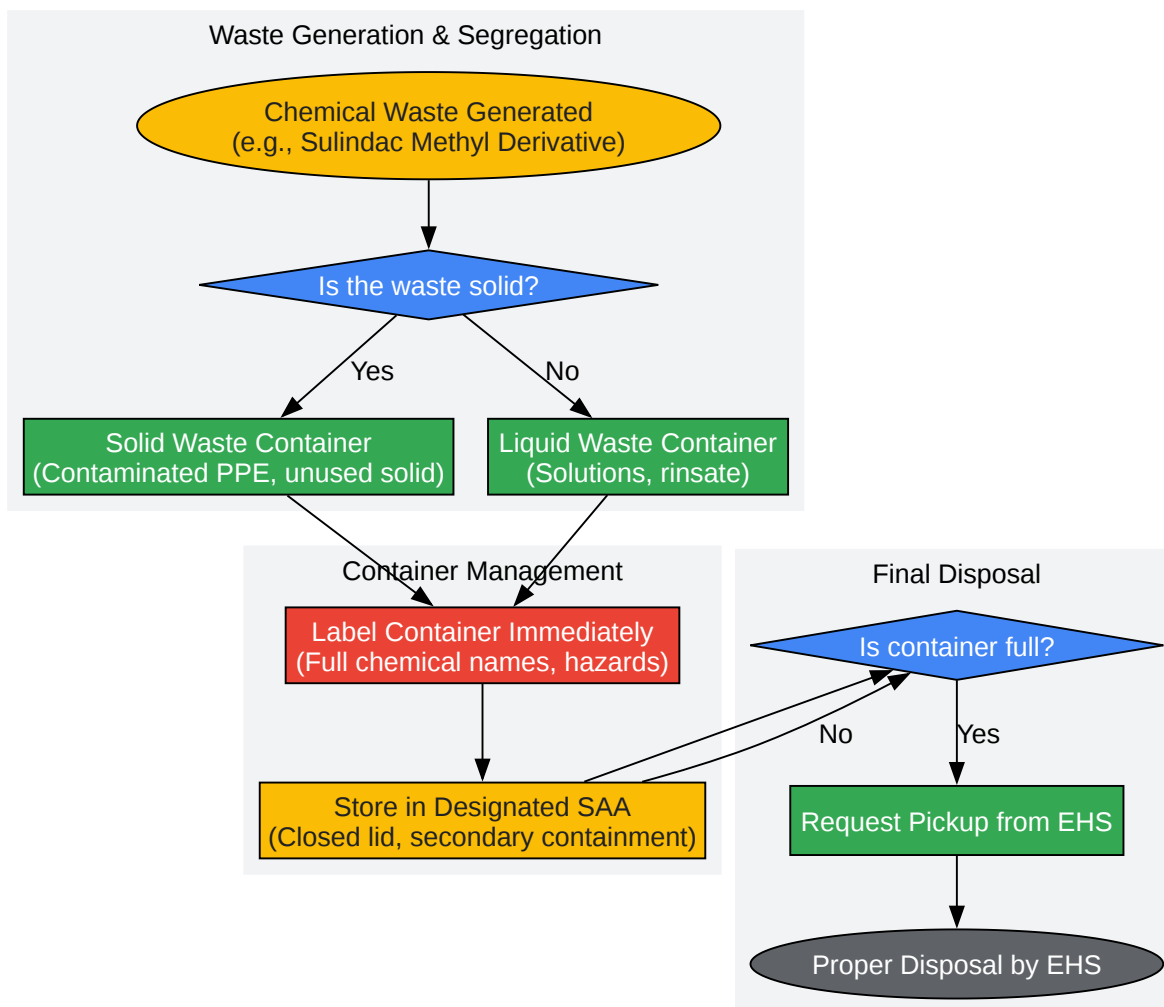 Waste Generation & Segregation
Chemical Waste Generated
(e.g., Sulindac Methyl Derivative)
Is the waste solid?
Yes
No
Solid Waste Container
(Contaminated PPE, unused solid)
Liquid Waste Container
(Solutions, rinsate)
Container Management
Label Container Immediately
(Full chemical names, hazards)
Store in Designated SAA
(Closed lid, secondary containment)
Final Disposal
Is container full?
No
Yes
Request Pickup from EHS
Proper Disposal by EHS